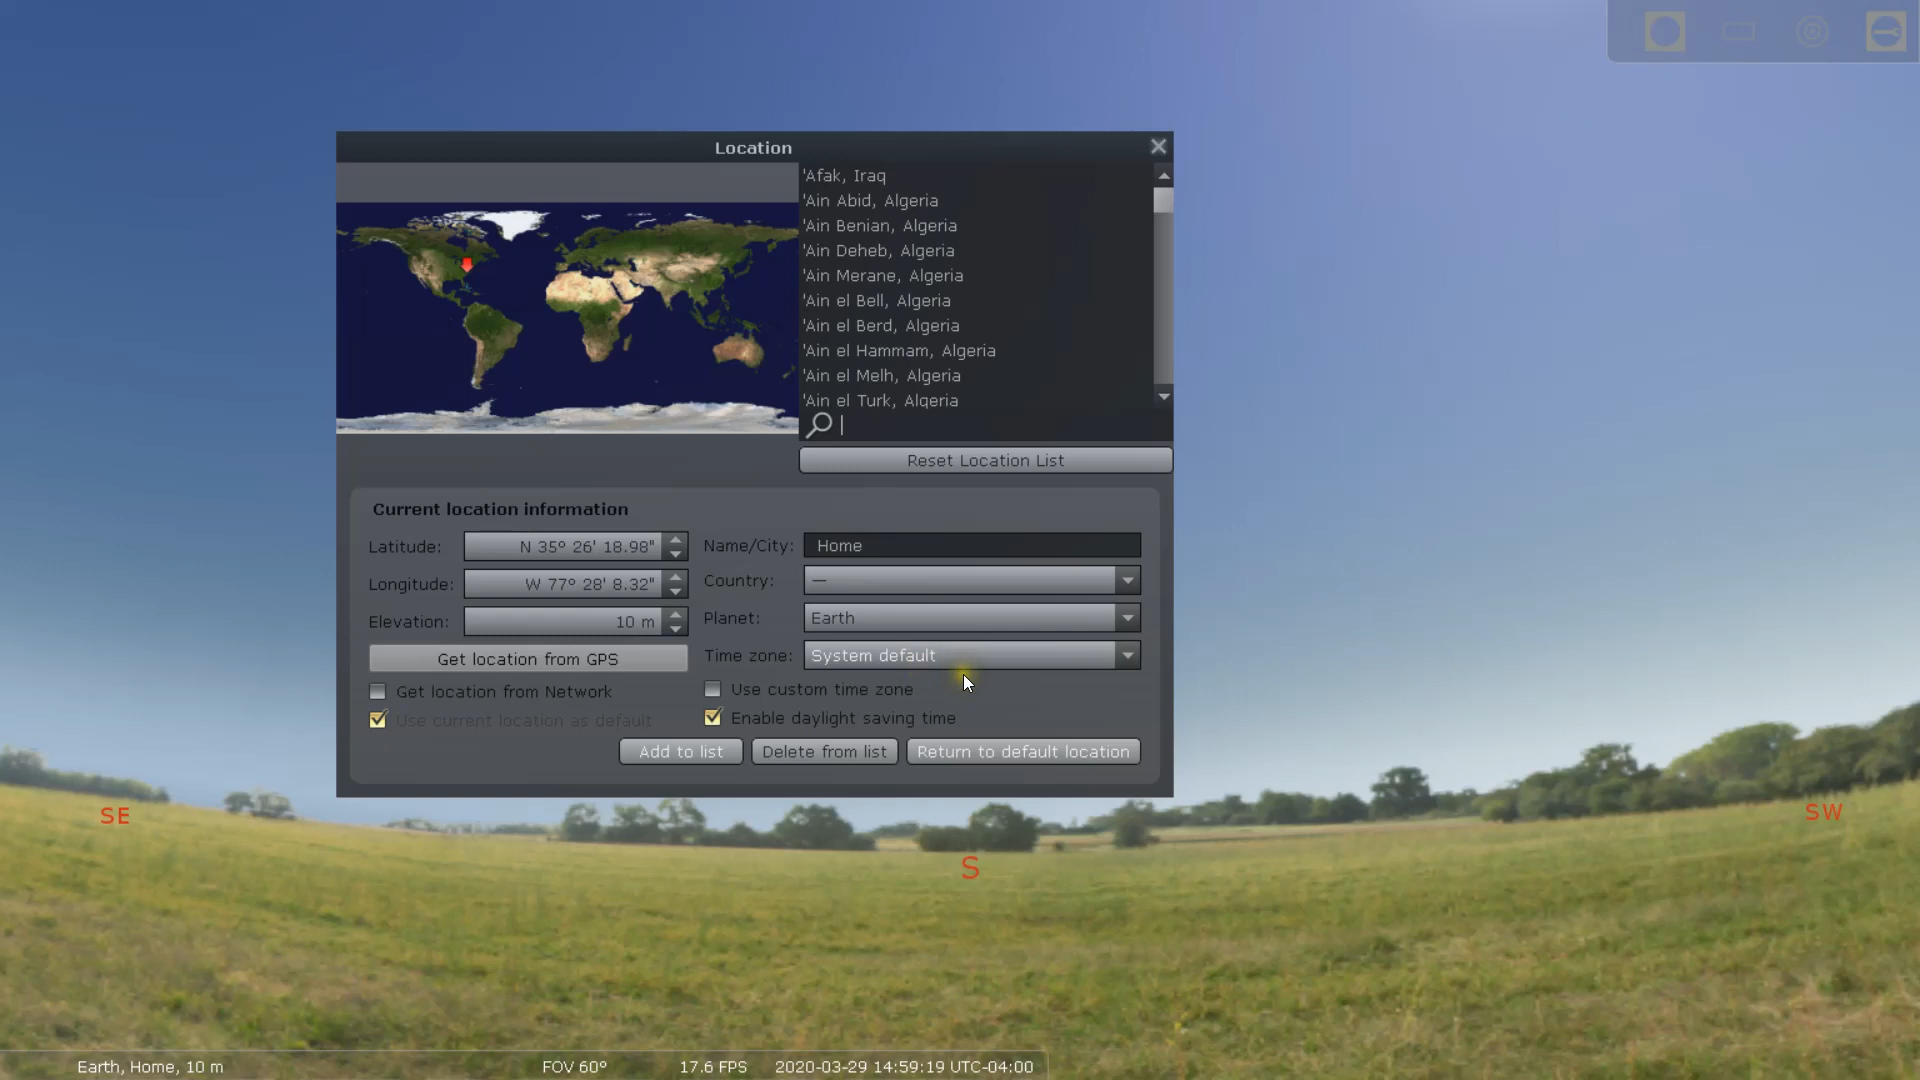 Location
'Afak, Iraq
'Ain Abid, Algeria
'Ain Benian, Algeria
'Ain Deheb, Algeria
'Ain Merane, Algeria
'Ain el Bell, Algeria
'Ain el Berd, Algeria
'Ain el Hammam, Algeria
'Ain el Melh, Algeria
'Ain el Turk, Algeria
Reset Location List
Current location information
Latitude: N 35° 26' 18.98"
Longitude: W 77° 28' 8.32"
Elevation: 10 m
Get location from GPS
Get location from Network
Use current location as default
Name/City: Home
Country: —
Planet: Earth
Time zone: System default
Use custom time zone
Enable daylight saving time
Add to list Delete from list Return to default location
SE
S
SW
Earth, Home, 10 m FOV 60° 17.6 FPS 2020-03-29 14:59:19 UTC-04:00